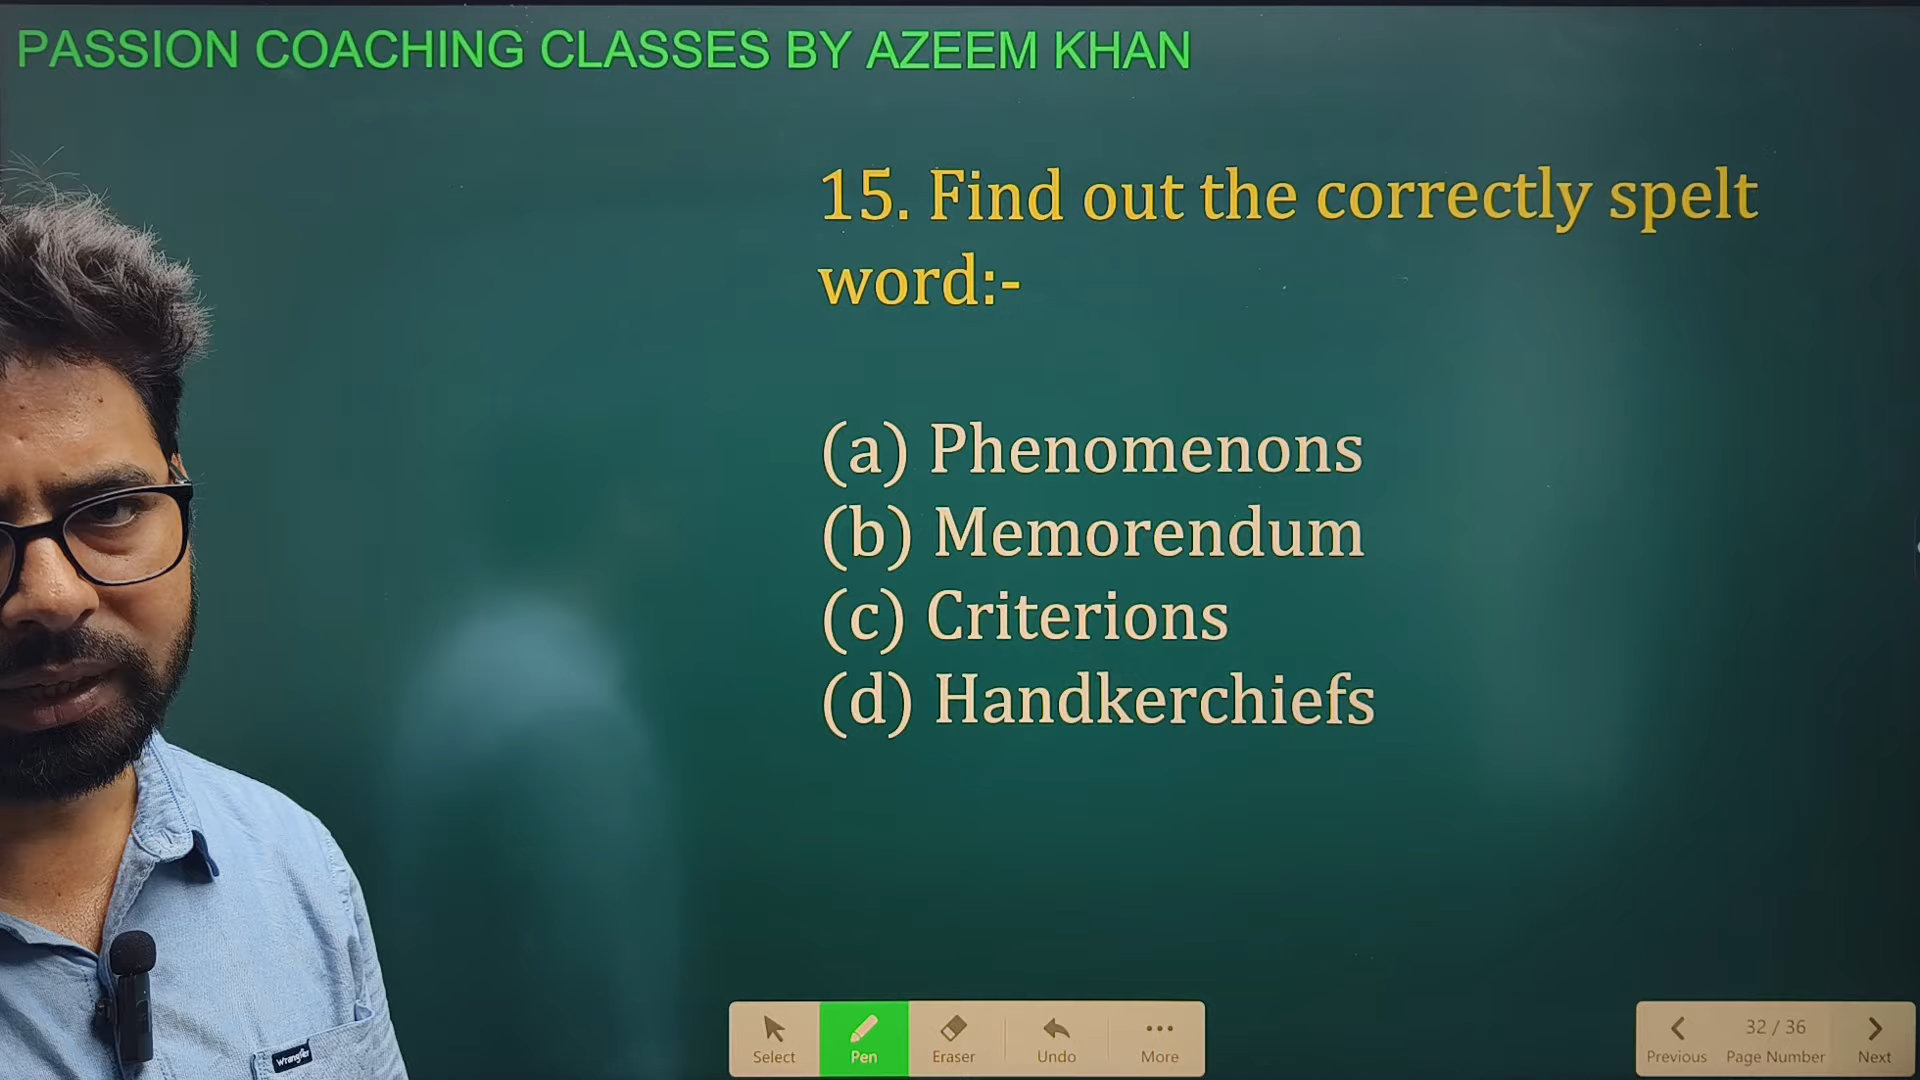 PASSION COACHING CLASSES BY AZEEM KHAN
15. Find out the correctly spelt
word:-
(a) Phenomenons
(b) Memorendum
(c) Criterions
(d) Handkerchiefs
Wrangler
Select
Pen
Eraser
Undo
More
32 / 36
Previous
Page Number
Next